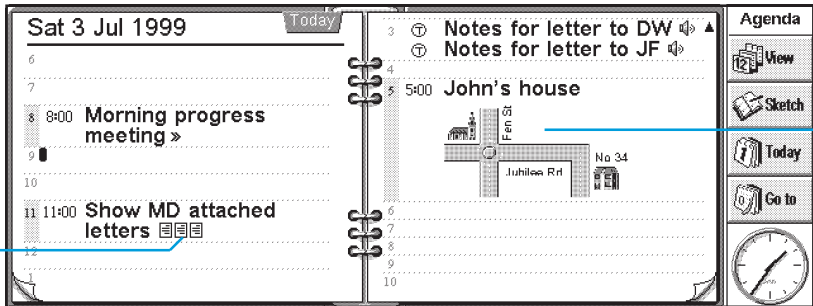 Sat 3 Jul 1999
Today
6
7
8 8:00 Morning progress
meeting »
9
10
11 11:00 Show MD attached
letters
12
1
3 T Notes for letter to DW
T Notes for letter to JF
4
5 5:00 John's house
Fen St
No 34
Jubilee Rd
6
7
8
9
10
Agenda
12 View
Sketch
1 Today
Go to